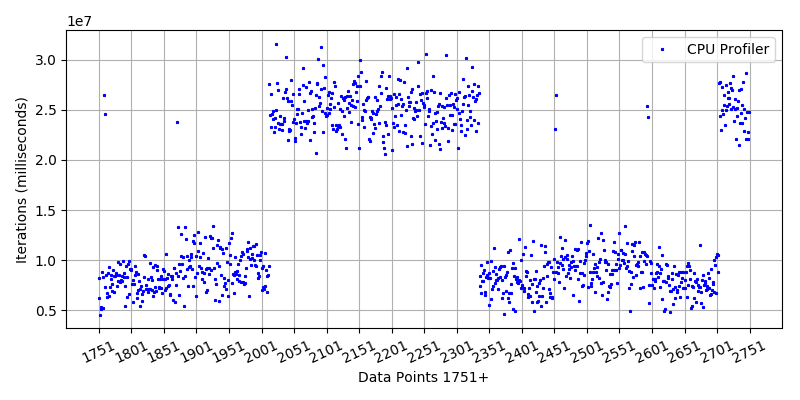 1e7
CPU Profiler
3.0
2.5
2.0
1.5
1.0
0.5
Iterations (milliseconds)
1751 1801 1851 1901 1951 2001 2051 2101 2151 2201 2251 2301 2351 2401 2451 2501 2551 2601 2651 2701 2751
Data Points 1751+